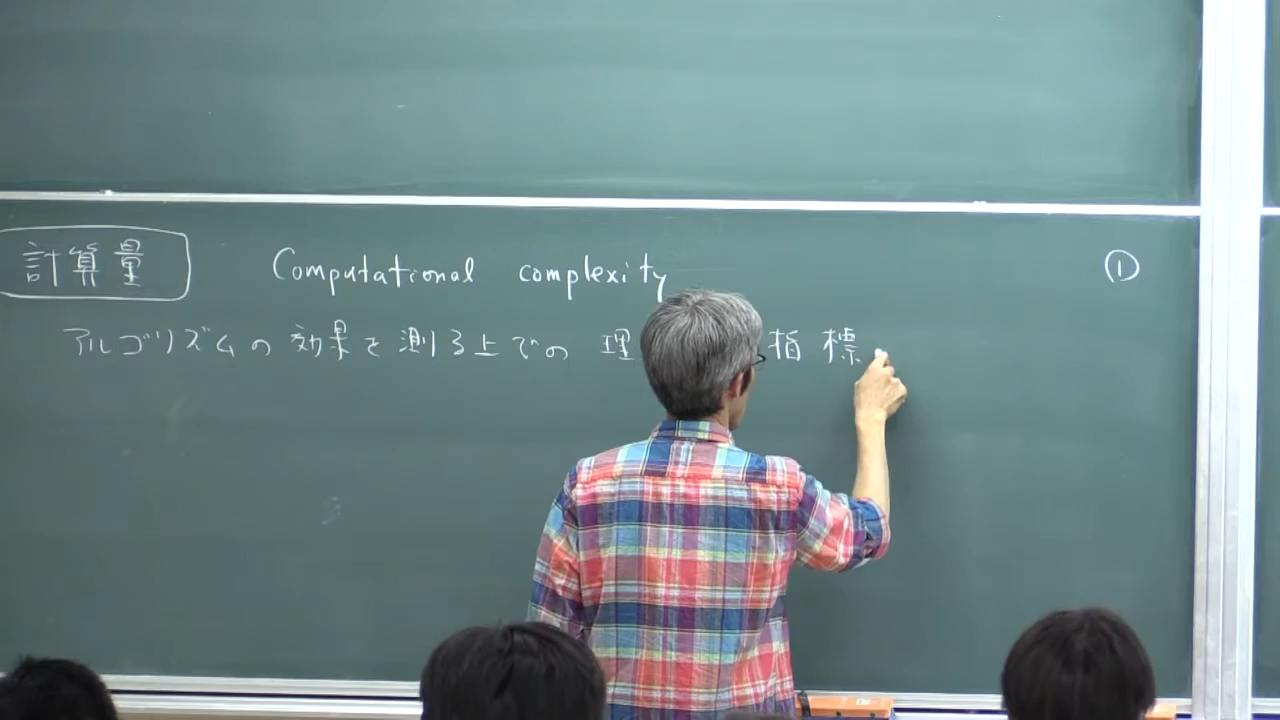 計算量 Computational complexity ①
アルゴリズムの 効果を測る上での 理 指標